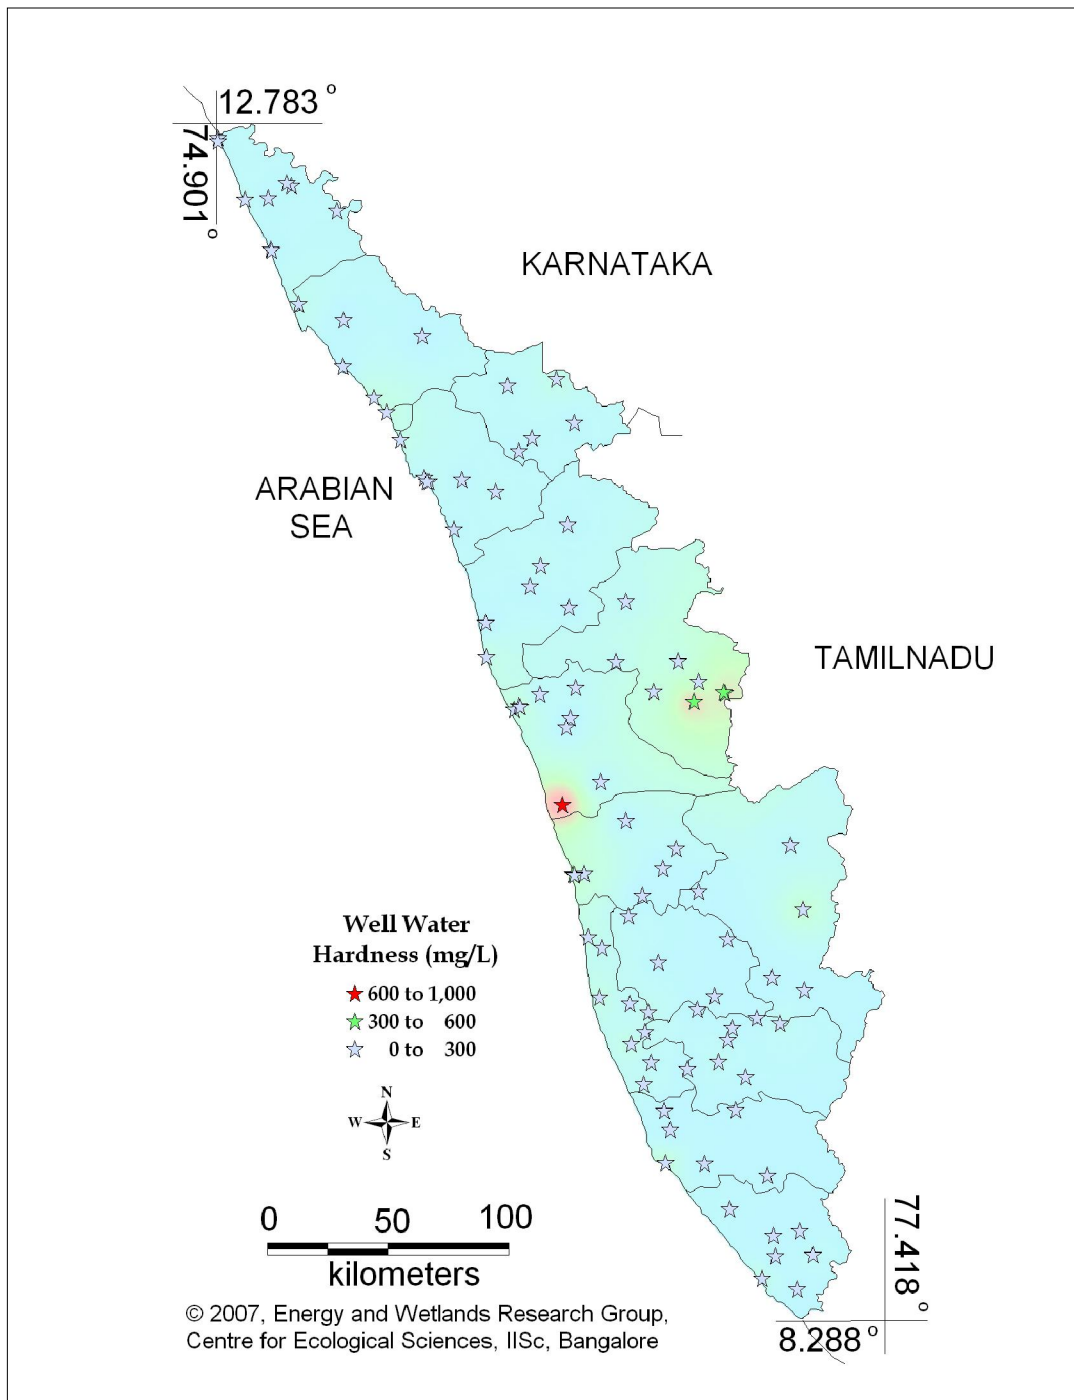 12.783 °
74.901 °
KARNATAKA
ARABIAN
SEA
TAMILNADU
Well Water
Hardness (mg/L)
600 to 1,000
300 to 600
0 to 300
N
W E
S
0 50 100
kilometers
77.418 °
8.288 °
© 2007, Energy and Wetlands Research Group,
Centre for Ecological Sciences, IISc, Bangalore